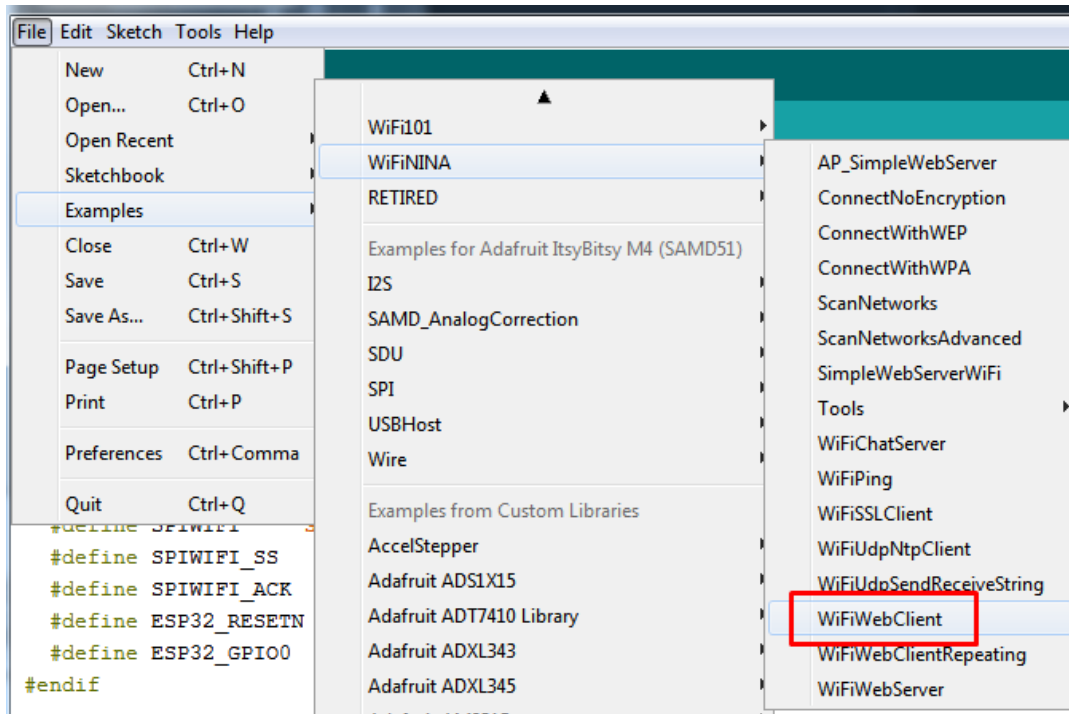 File Edit Sketch Tools Help
New Ctrl+N
Open... Ctrl+O
Open Recent
Sketchbook
Examples
Close Ctrl+W
Save Ctrl+S
Save As... Ctrl+Shift+S
Page Setup Ctrl+Shift+P
Print Ctrl+P
Preferences Ctrl+Comma
Quit Ctrl+Q
WiFi101
WiFiNINA
RETIRED
Examples for Adafruit ItsyBitsy M4 (SAMD51)
I2S
SAMD_AnalogCorrection
SDU
SPI
USBHost
Wire
Examples from Custom Libraries
AccelStepper
Adafruit ADS1X15
Adafruit ADT7410 Library
Adafruit ADXL343
Adafruit ADXL345
AP_SimpleWebServer
ConnectNoEncryption
ConnectWithWEP
ConnectWithWPA
ScanNetworks
ScanNetworksAdvanced
SimpleWebServerWiFi
Tools
WiFiChatServer
WiFiPing
WiFiSSLClient
WiFiUdpNtpClient
WiFiUdpSendReceiveString
WiFiWebClient
WiFiWebClientRepeating
WiFiWebServer
#define SPIWIFI
#define SPIWIFI_SS
#define SPIWIFI_ACK
#define ESP32_RESETN
#define ESP32_GPIO0
#endif